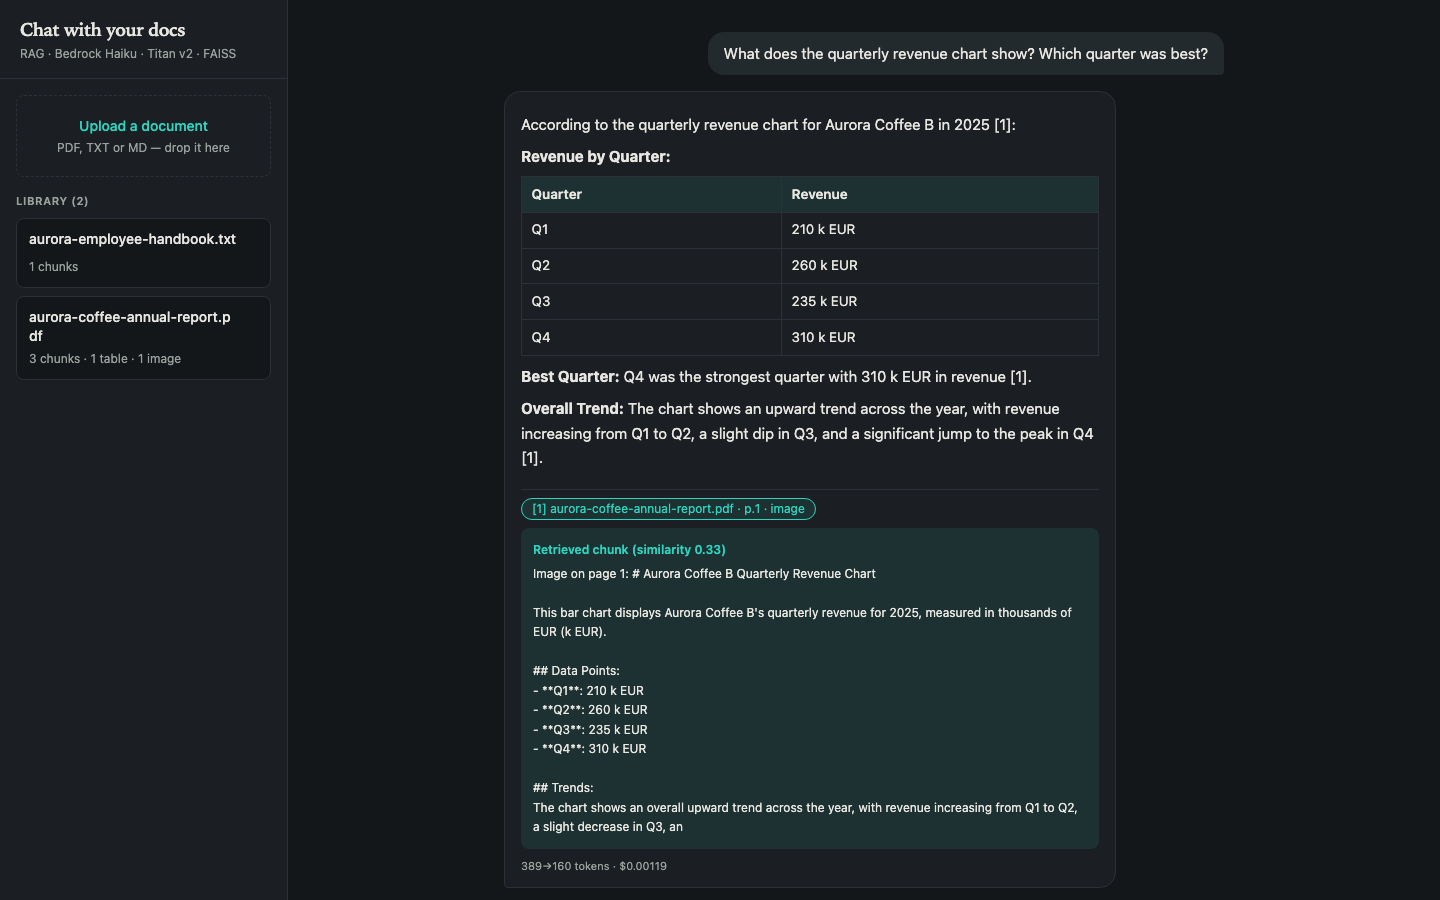 Chat with your docs
RAG · Bedrock Haiku · Titan v2 · FAISS
Upload a document
PDF, TXT or MD — drop it here
LIBRARY (2)
aurora-employee-handbook.txt
1 chunks
aurora-coffee-annual-report.p
df
3 chunks · 1 table · 1 image
What does the quarterly revenue chart show? Which quarter was best?
According to the quarterly revenue chart for Aurora Coffee B in 2025 [1]:
Revenue by Quarter:
Quarter Revenue
Q1 210 k EUR
Q2 260 k EUR
Q3 235 k EUR
Q4 310 k EUR
Best Quarter: Q4 was the strongest quarter with 310 k EUR in revenue [1].
Overall Trend: The chart shows an upward trend across the year, with revenue
increasing from Q1 to Q2, a slight dip in Q3, and a significant jump to the peak in Q4
[1].
[1] aurora-coffee-annual-report.pdf · p.1 · image
Retrieved chunk (similarity 0.33)
Image on page 1: # Aurora Coffee B Quarterly Revenue Chart
This bar chart displays Aurora Coffee B's quarterly revenue for 2025, measured in thousands of
EUR (k EUR).
## Data Points:
- **Q1**: 210 k EUR
- **Q2**: 260 k EUR
- **Q3**: 235 k EUR
- **Q4**: 310 k EUR
## Trends:
The chart shows an overall upward trend across the year, with revenue increasing from Q1 to Q2,
a slight decrease in Q3, an
389→160 tokens · $0.00119